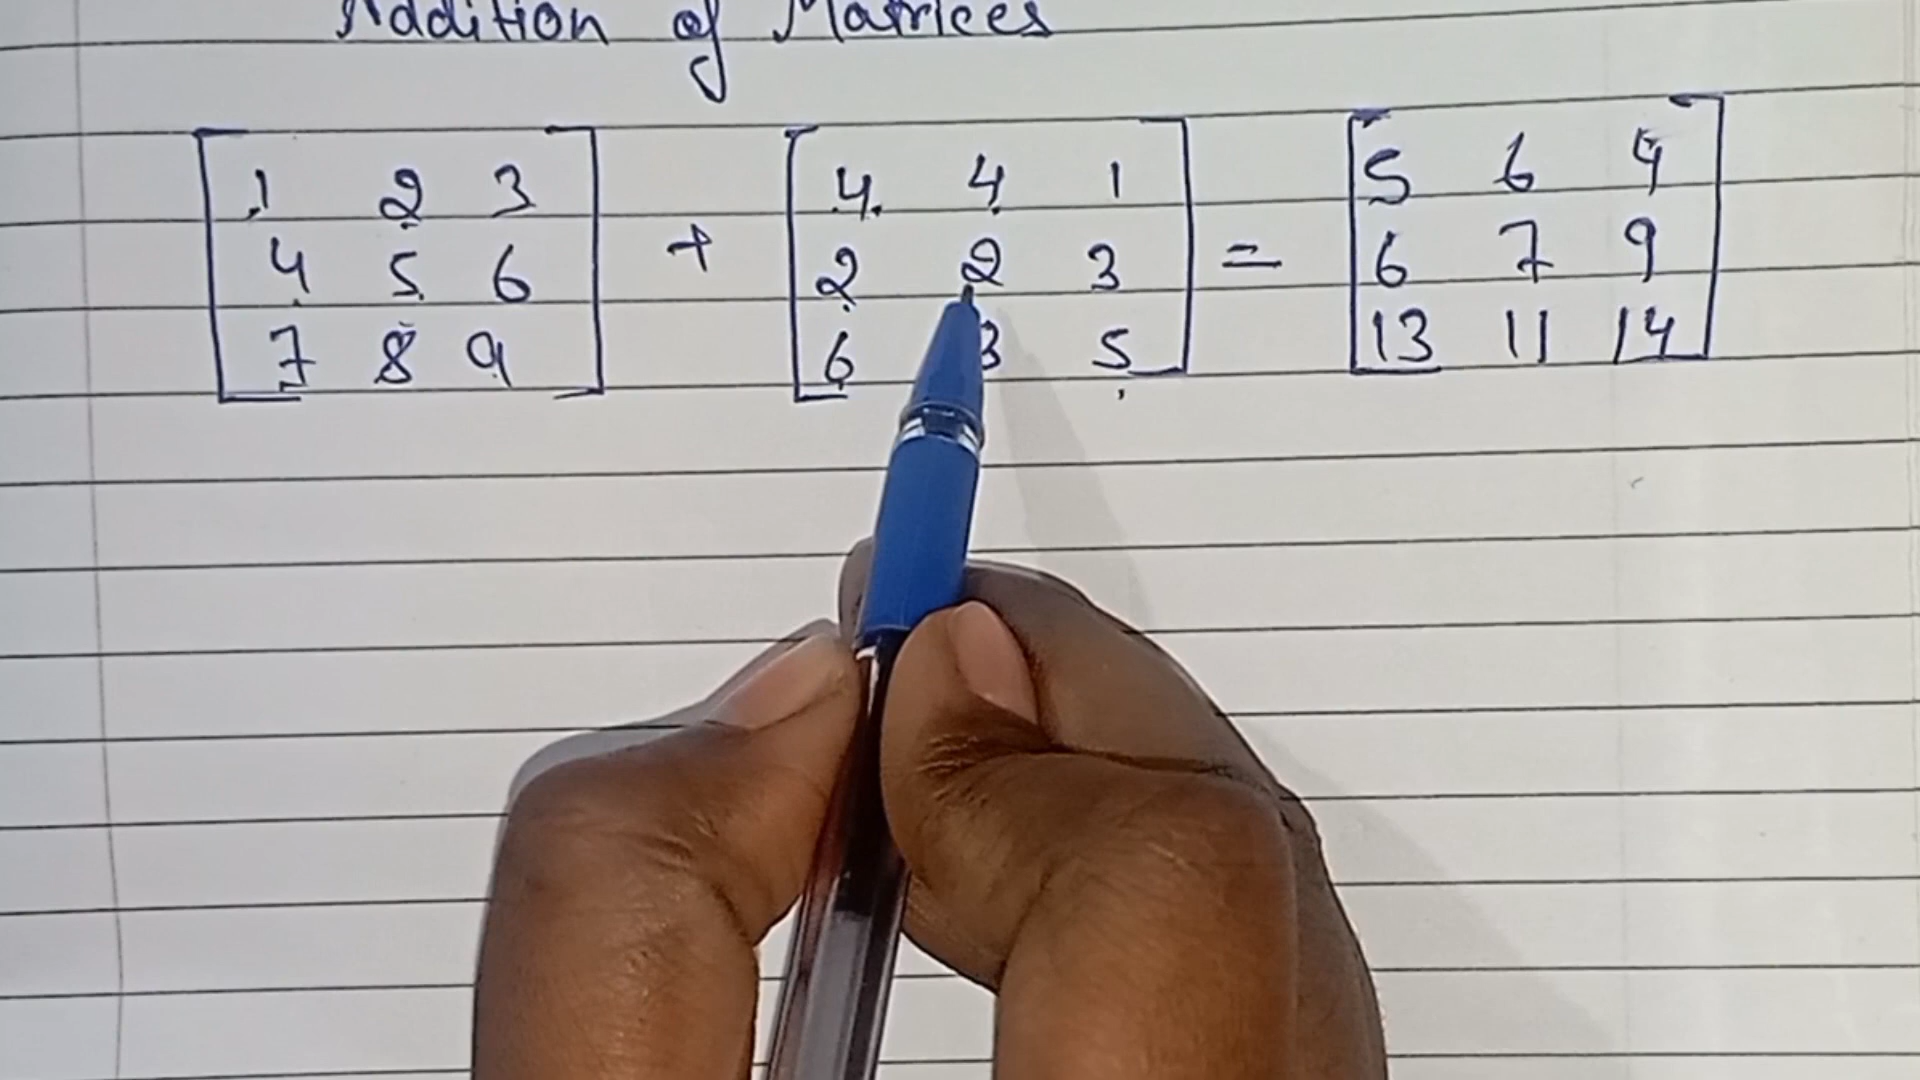 Addition of Matrices
1 2 3 4 4 1 5 6 4
4 5 6 + 2 2 3 = 6 7 9
7 8 9 6 3 5 13 11 14